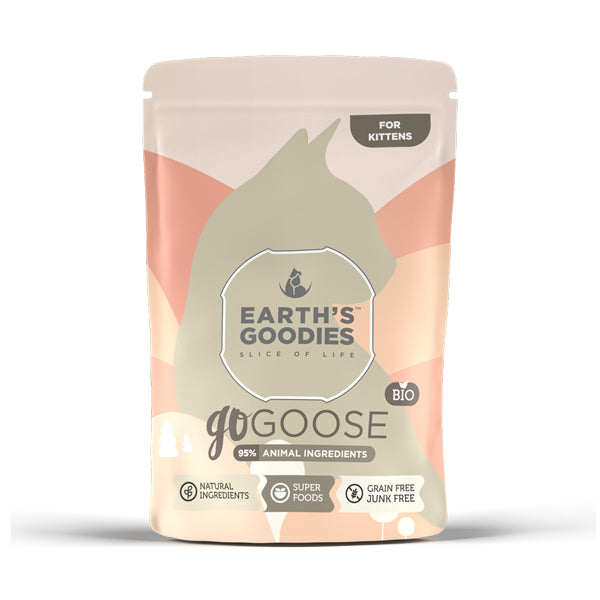 FOR
KITTENS
EARTH'S™
GOODIES
SLICE OF LIFE
BIO
goGOOSE
95% ANIMAL INGREDIENTS
NATURAL
INGREDIENTS
SUPER
FOODS
GRAIN FREE
JUNK FREE